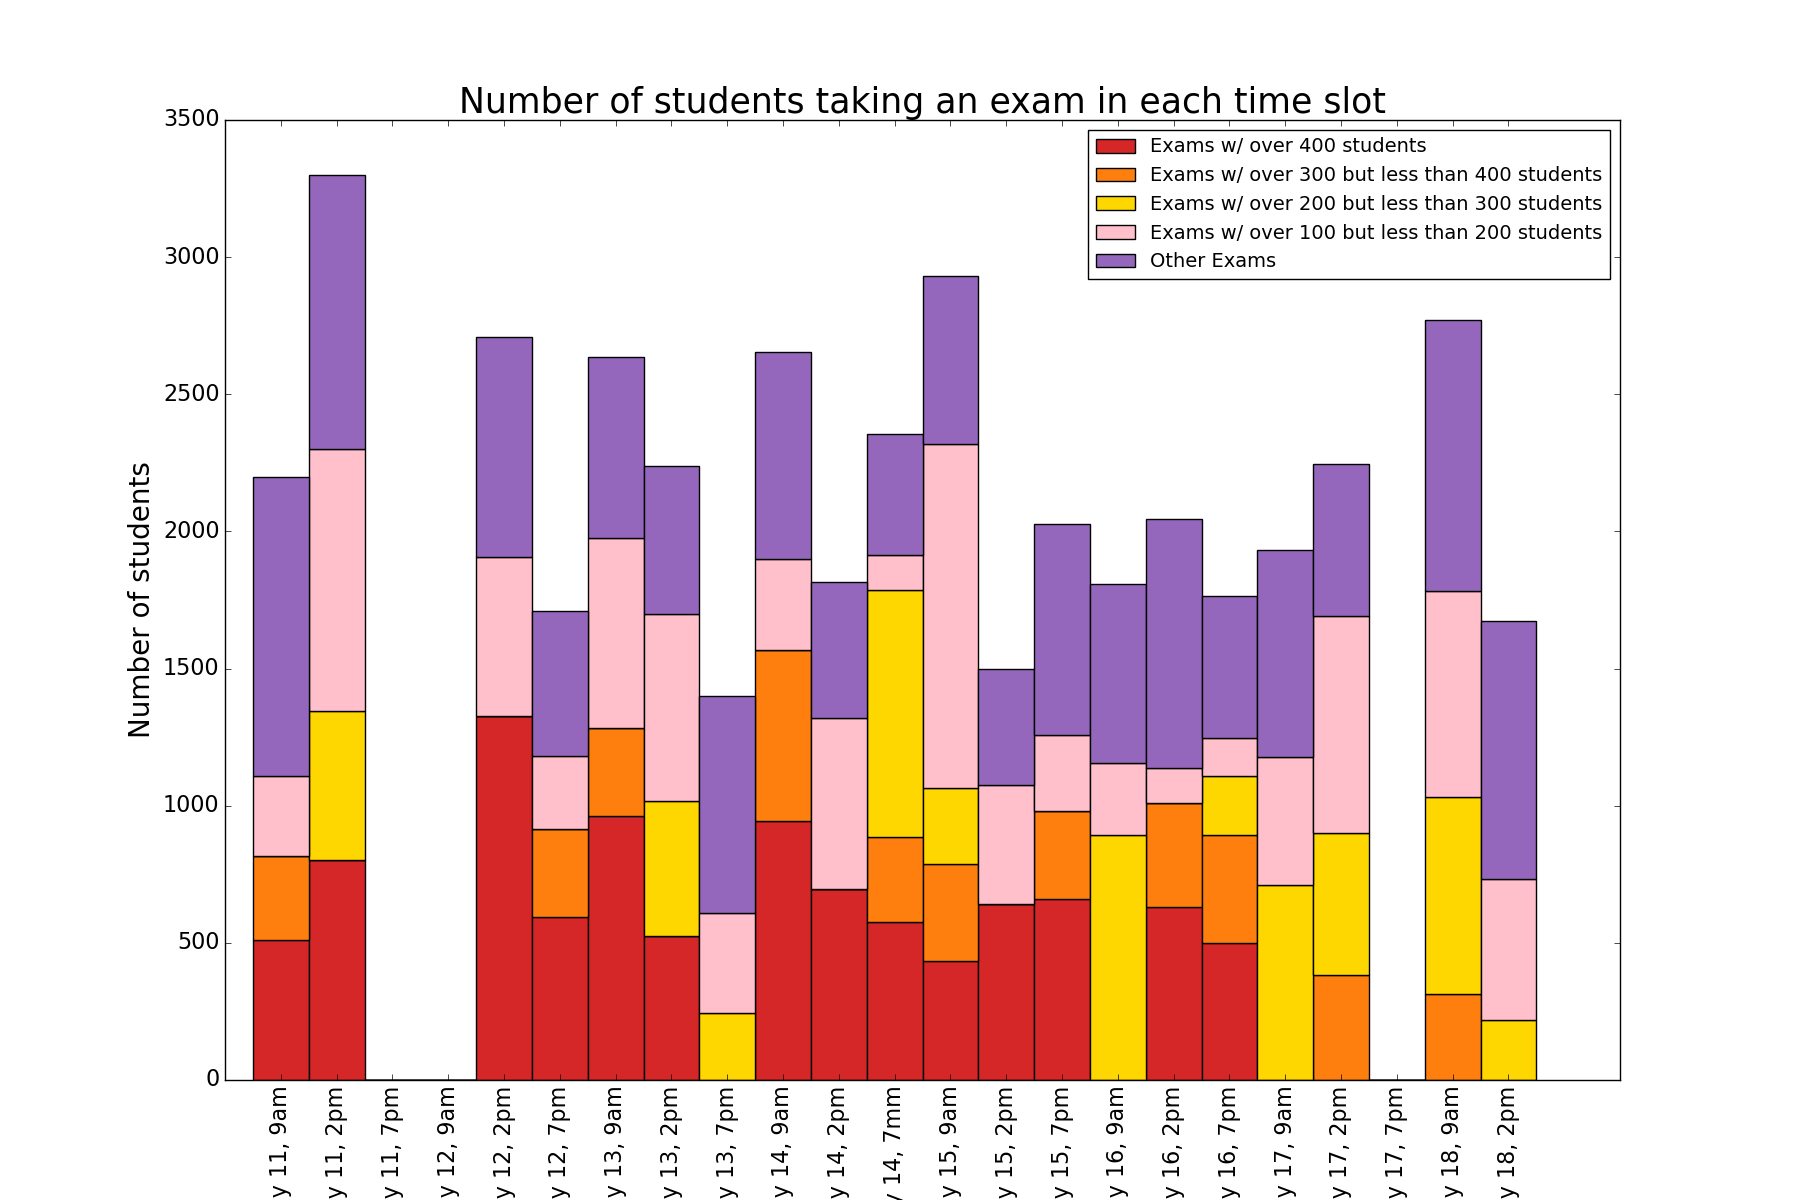 Number of students taking an exam in each time slot
Exams w/ over 400 students
Exams w/ over 300 but less than 400 students
Exams w/ over 200 but less than 300 students
Exams w/ over 100 but less than 200 students
Other Exams
Number of students
3500
3000
2500
2000
1500
1000
500
0
y 11, 9am
y 11, 2pm
y 11, 7pm
y 12, 9am
y 12, 2pm
y 12, 7pm
y 13, 9am
y 13, 2pm
y 13, 7pm
y 14, 9am
y 14, 2pm
y 14, 7mm
y 15, 9am
y 15, 2pm
y 15, 7pm
y 16, 9am
y 16, 2pm
y 16, 7pm
y 17, 9am
y 17, 2pm
y 17, 7pm
y 18, 9am
y 18, 2pm